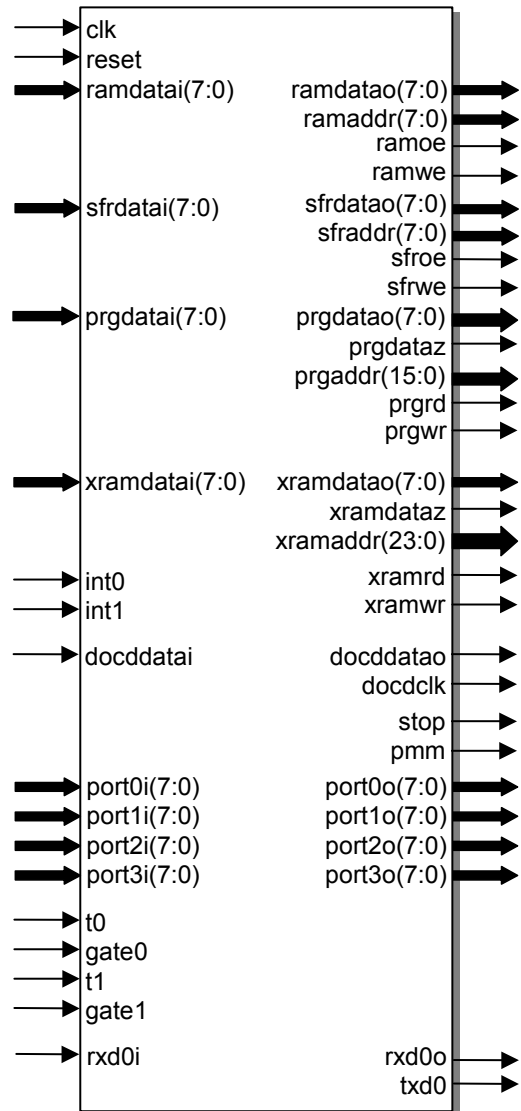 clk
reset
ramdatai(7:0) ramdatao(7:0)
ramaddr(7:0)
ramoe
ramwe
sfrdatai(7:0) sfrdatao(7:0)
sfraddr(7:0)
sfroe
sfrwe
prgdatai(7:0) prgdatao(7:0)
prgdataz
prgaddr(15:0)
prgrd
prgwr
xramdatai(7:0) xramdatao(7:0)
xramdataz
xramaddr(23:0)
int0 xramrd
int1 xramwr
docddatai docddatao
docdclk
stop
pmm
port0i(7:0) port0o(7:0)
port1i(7:0) port1o(7:0)
port2i(7:0) port2o(7:0)
port3i(7:0) port3o(7:0)
t0
gate0
t1
gate1
rxd0i rxd0o
txd0